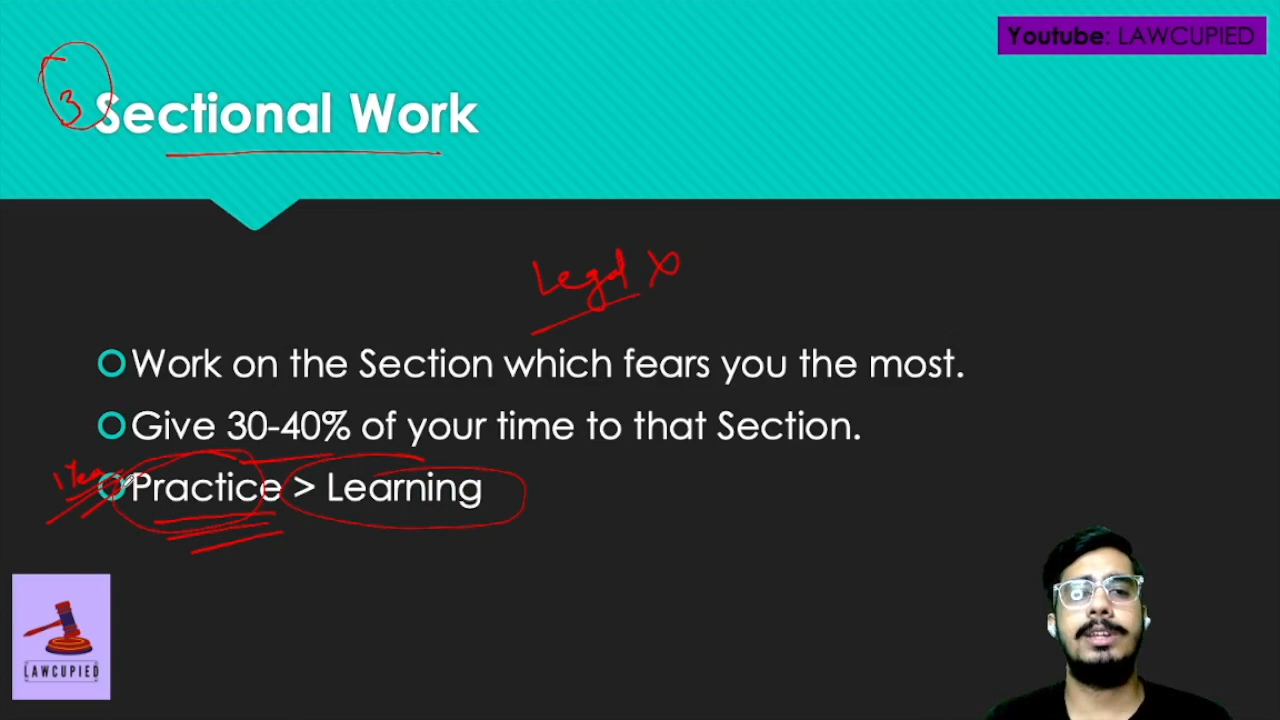 Youtube: LAWCUPIED
3
Sectional Work
Legal X
Work on the Section which fears you the most.
Give 30-40% of your time to that Section.
Practice > Learning
LAWCUPIED